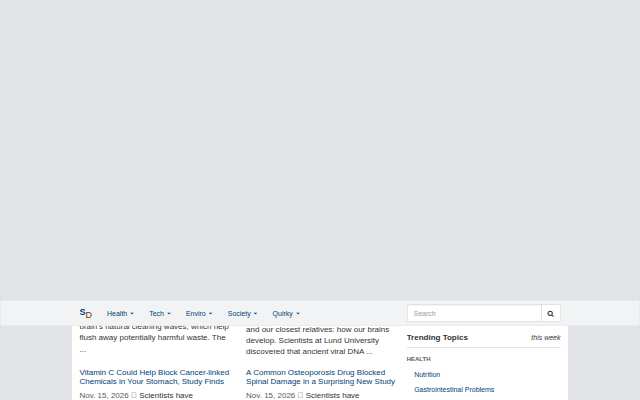 SD Health Tech Enviro Society Quirky Search
brain's natural cleaning waves, which help
flush away potentially harmful waste. The
...
Vitamin C Could Help Block Cancer-linked
Chemicals in Your Stomach, Study Finds
Nov. 15, 2026 Scientists have
and our closest relatives: how our brains
develop. Scientists at Lund University
discovered that ancient viral DNA ...
A Common Osteoporosis Drug Blocked
Spinal Damage in a Surprising New Study
Nov. 15, 2026 Scientists have
Trending Topics this week
HEALTH
Nutrition
Gastrointestinal Problems